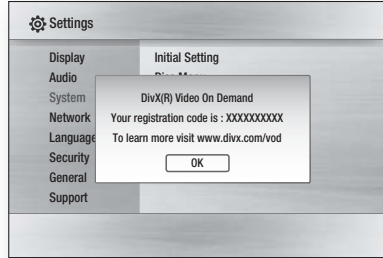 Settings
Display
Initial Setting
Audio
System
DivX(R) Video On Demand
Network
Your registration code is : XXXXXXXXXX
Language
To learn more visit www.divx.com/vod
Security
OK
General
Support